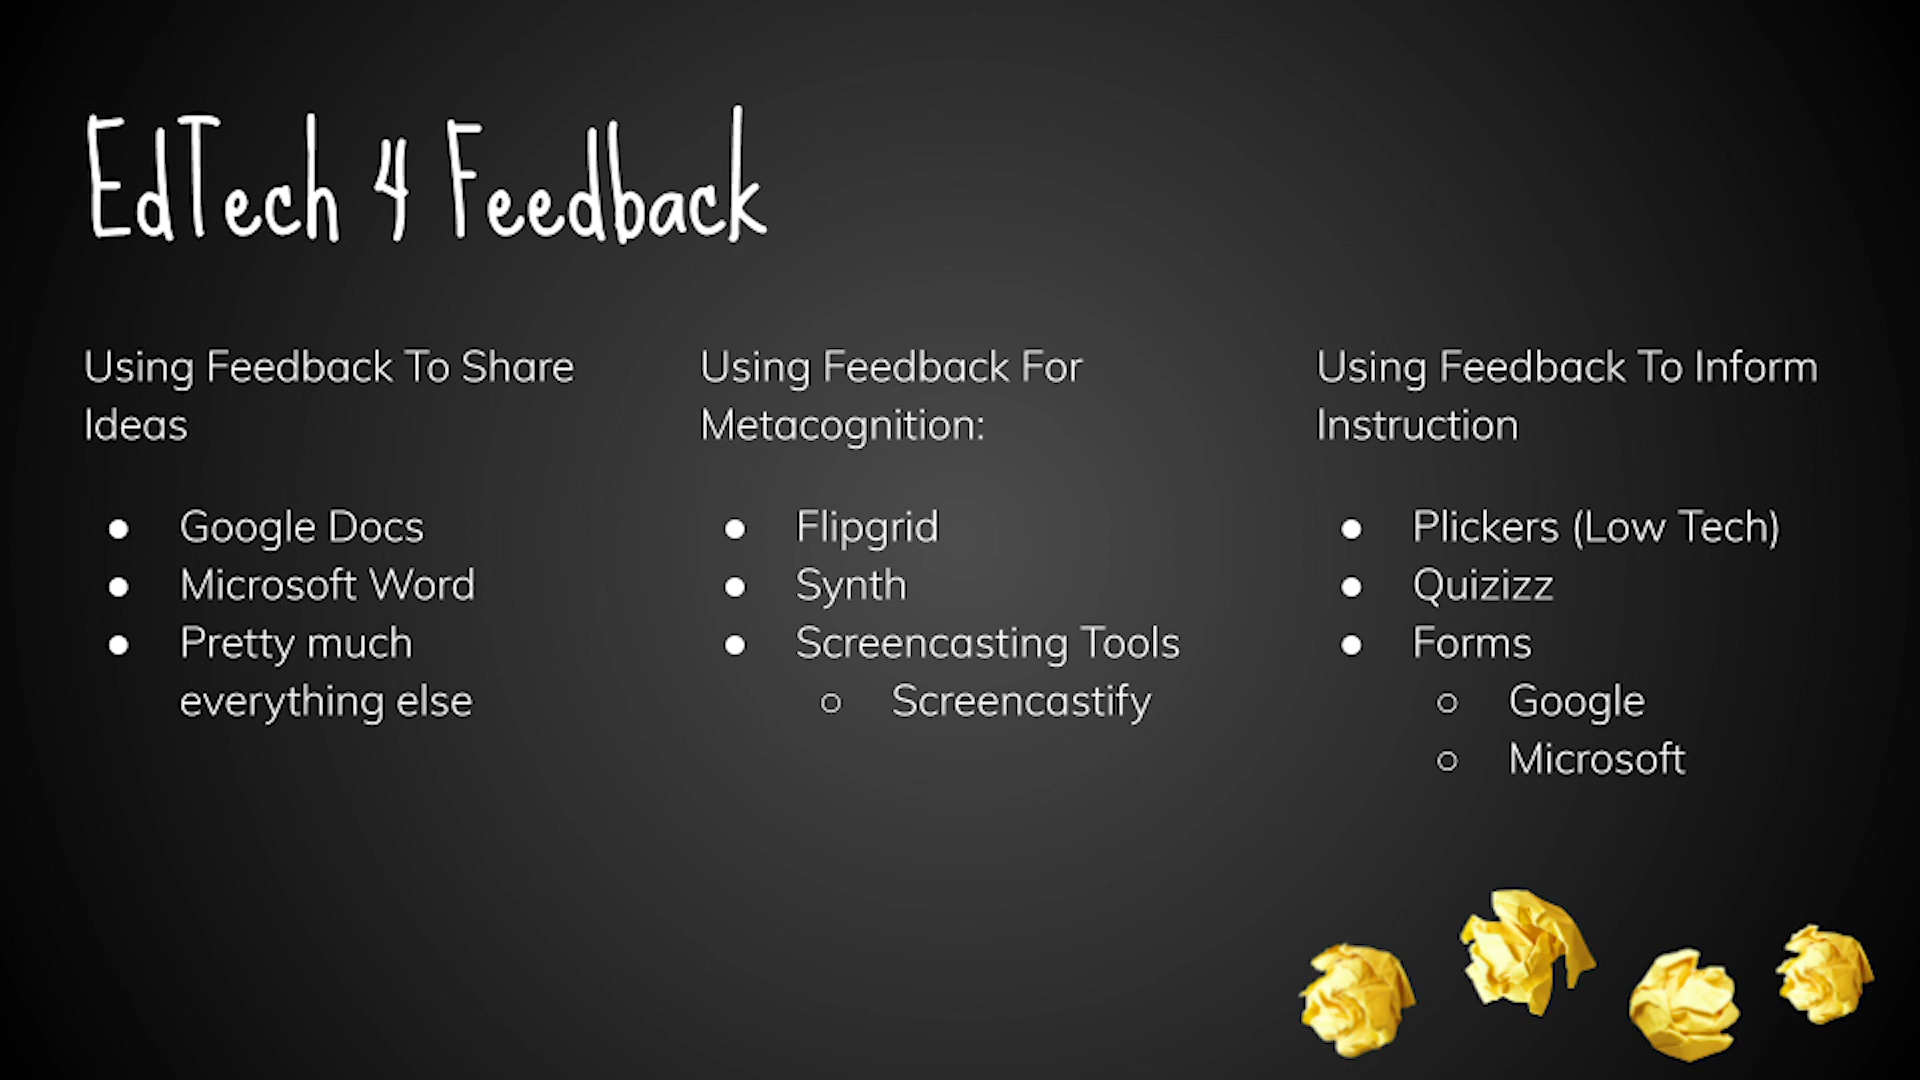 EdTech 4 Feedback
Using Feedback To Share
Ideas
● Google Docs
● Microsoft Word
● Pretty much
everything else
Using Feedback For
Metacognition:
● Flipgrid
● Synth
● Screencasting Tools
○ Screencastify
Using Feedback To Inform
Instruction
● Plickers (Low Tech)
● Quizizz
● Forms
○ Google
○ Microsoft